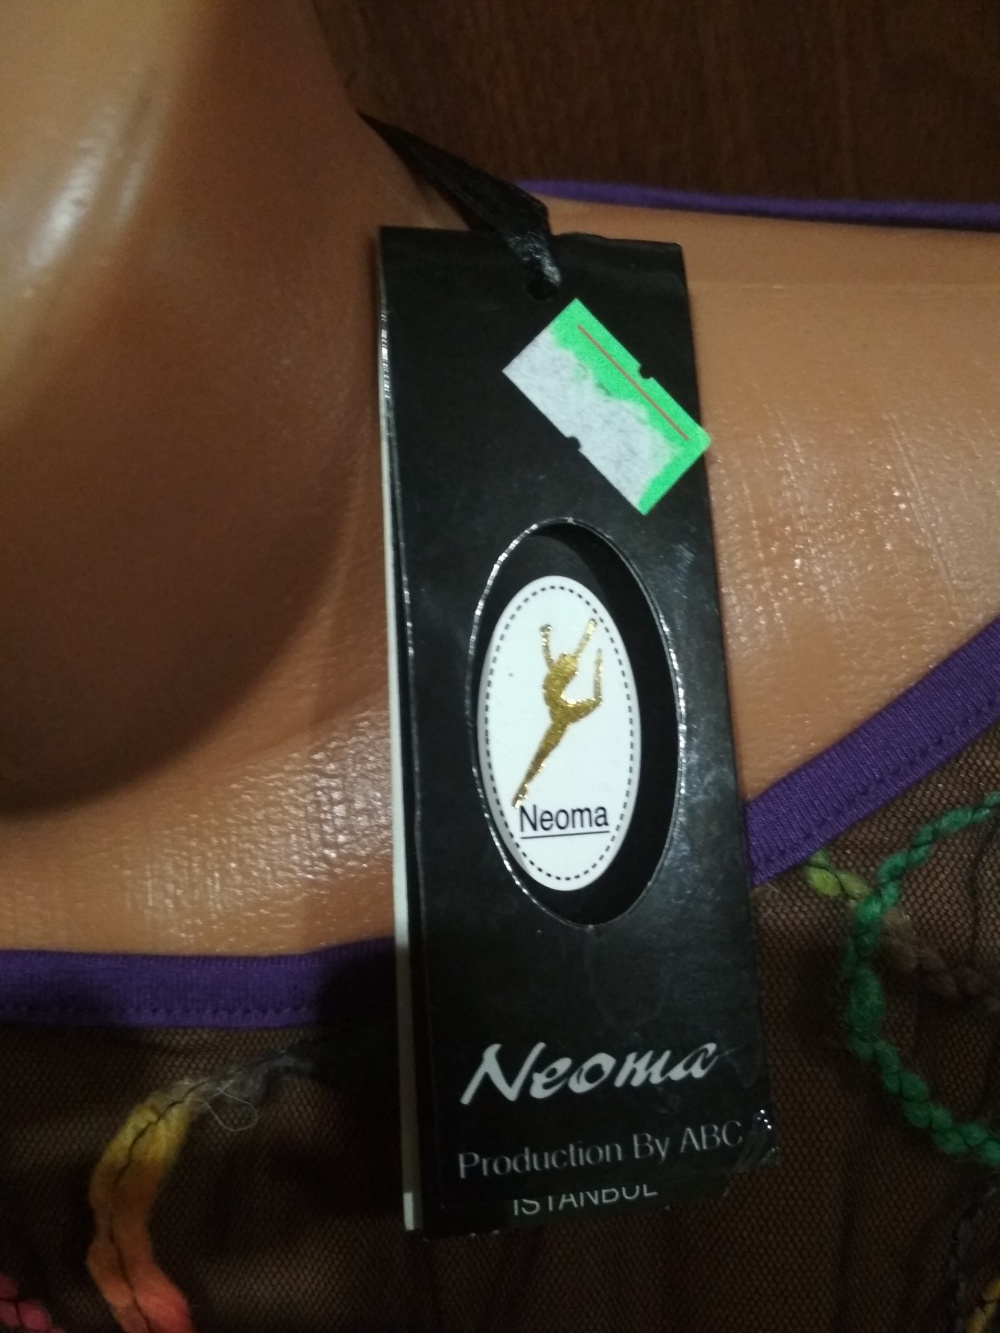 Neoma
Neoma
Production By ABC
ISTANBUL